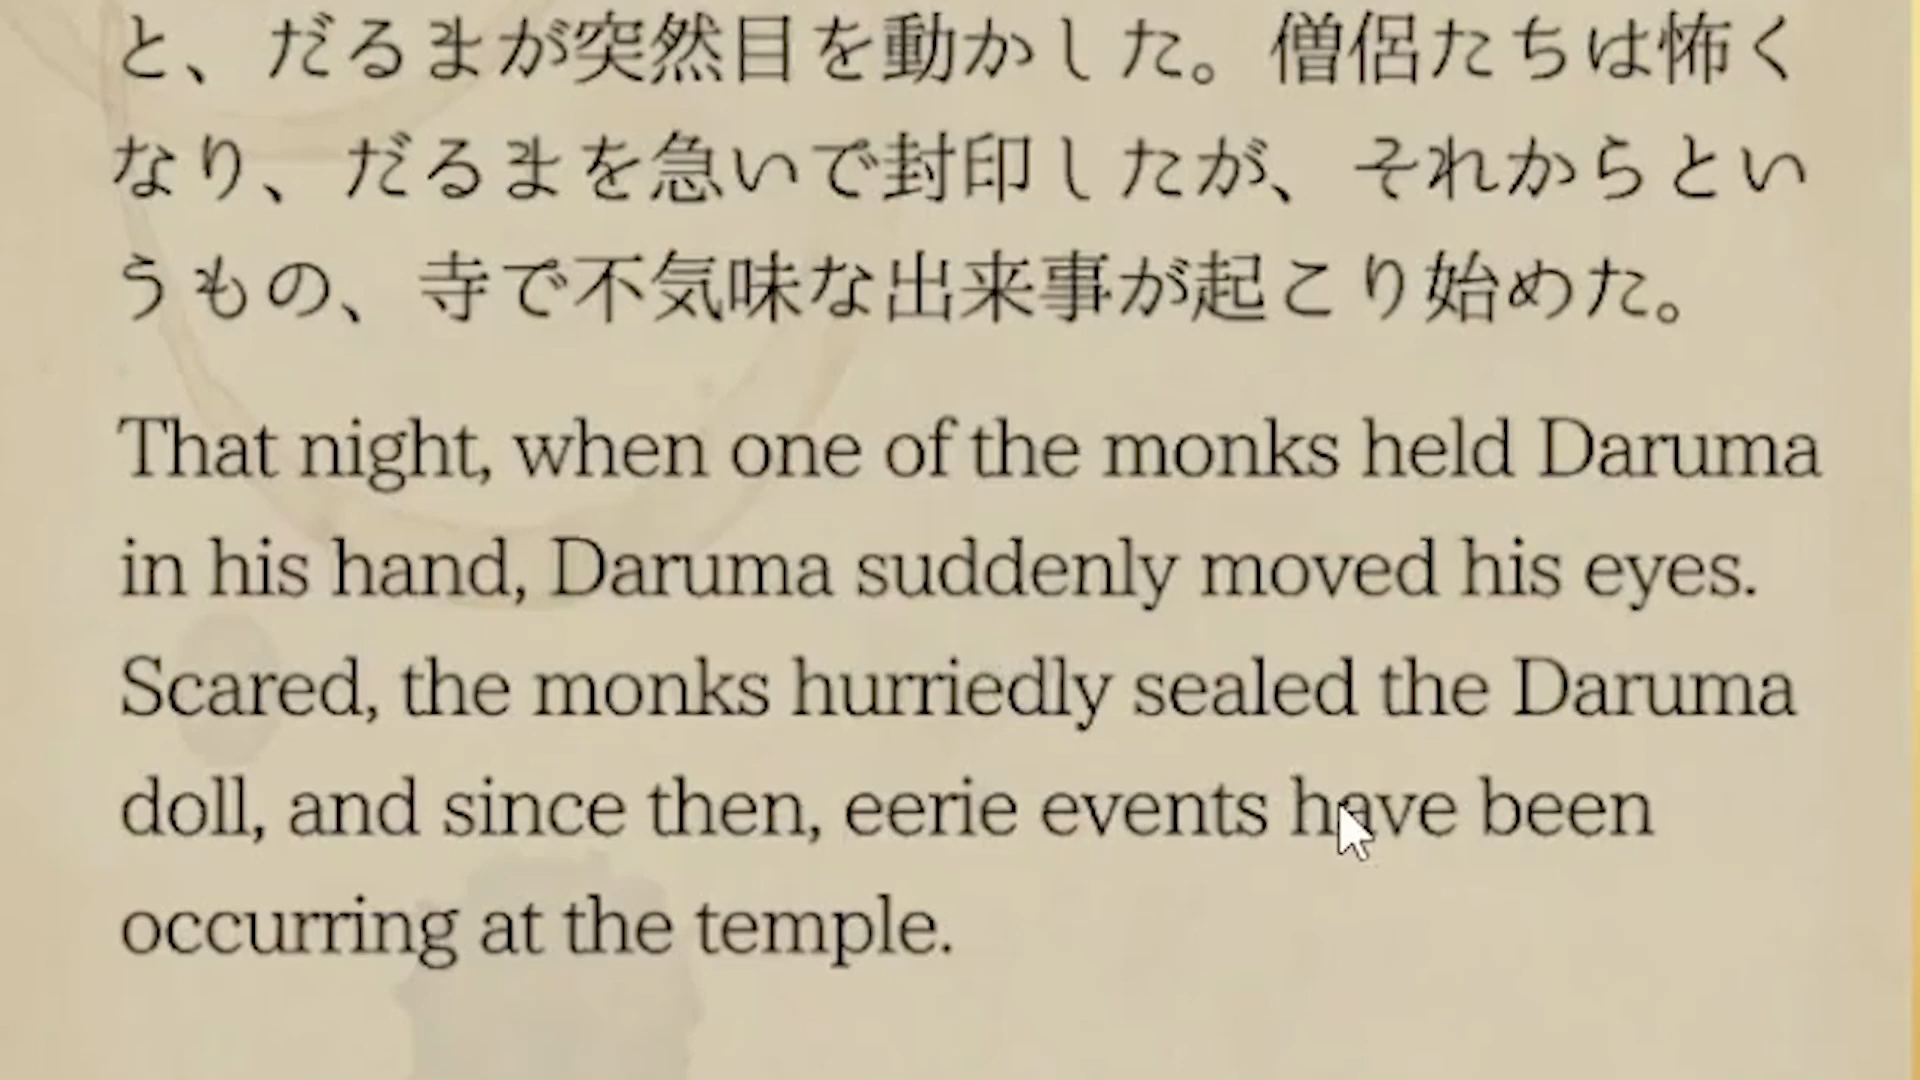 と、だるまが突然目を動かした。僧侶たちは怖く
なり、だるまを急いで封印したが、それからとい
うもの、寺で不気味な出来事が起こり始めた。
That night, when one of the monks held Daruma
in his hand, Daruma suddenly moved his eyes.
Scared, the monks hurriedly sealed the Daruma
doll, and since then, eerie events have been
occurring at the temple.